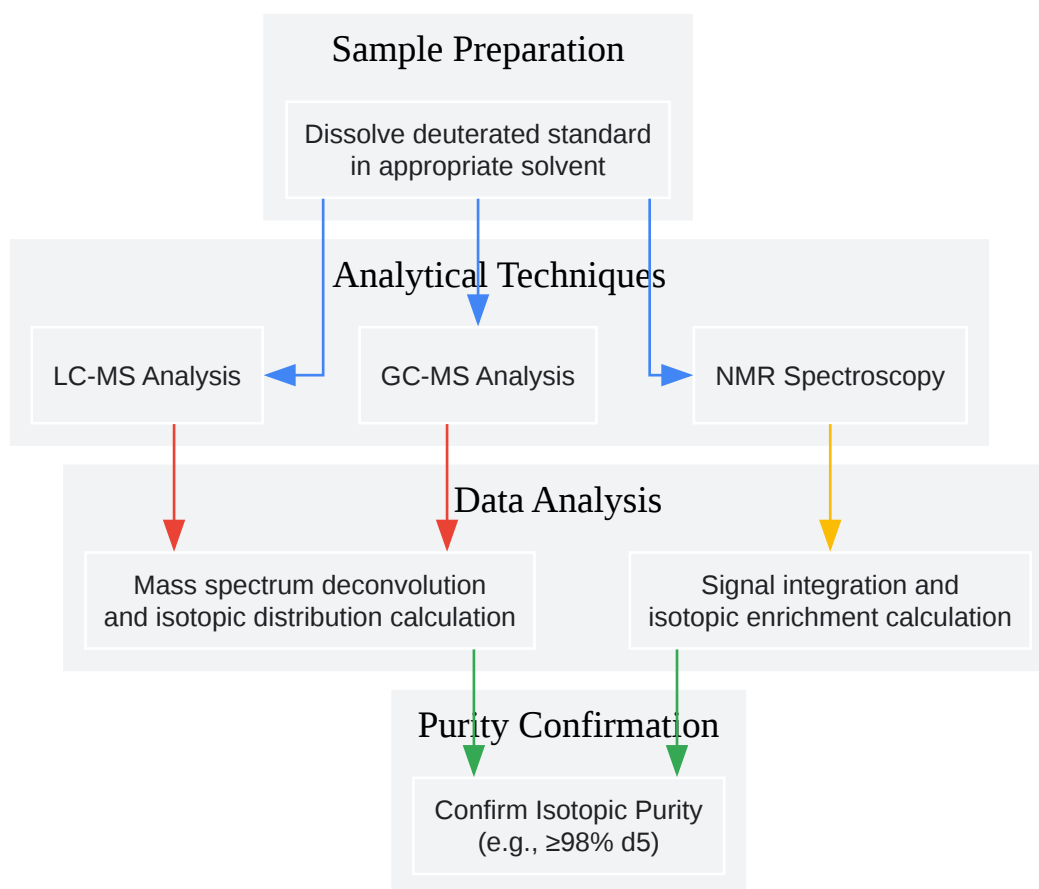 Sample Preparation
Dissolve deuterated standard
in appropriate solvent
Analytical Techniques
LC-MS Analysis
GC-MS Analysis
NMR Spectroscopy
Data Analysis
Mass spectrum deconvolution
and isotopic distribution calculation
Signal integration and
isotopic enrichment calculation
Purity Confirmation
Confirm Isotopic Purity
(e.g., ≥98% d5)